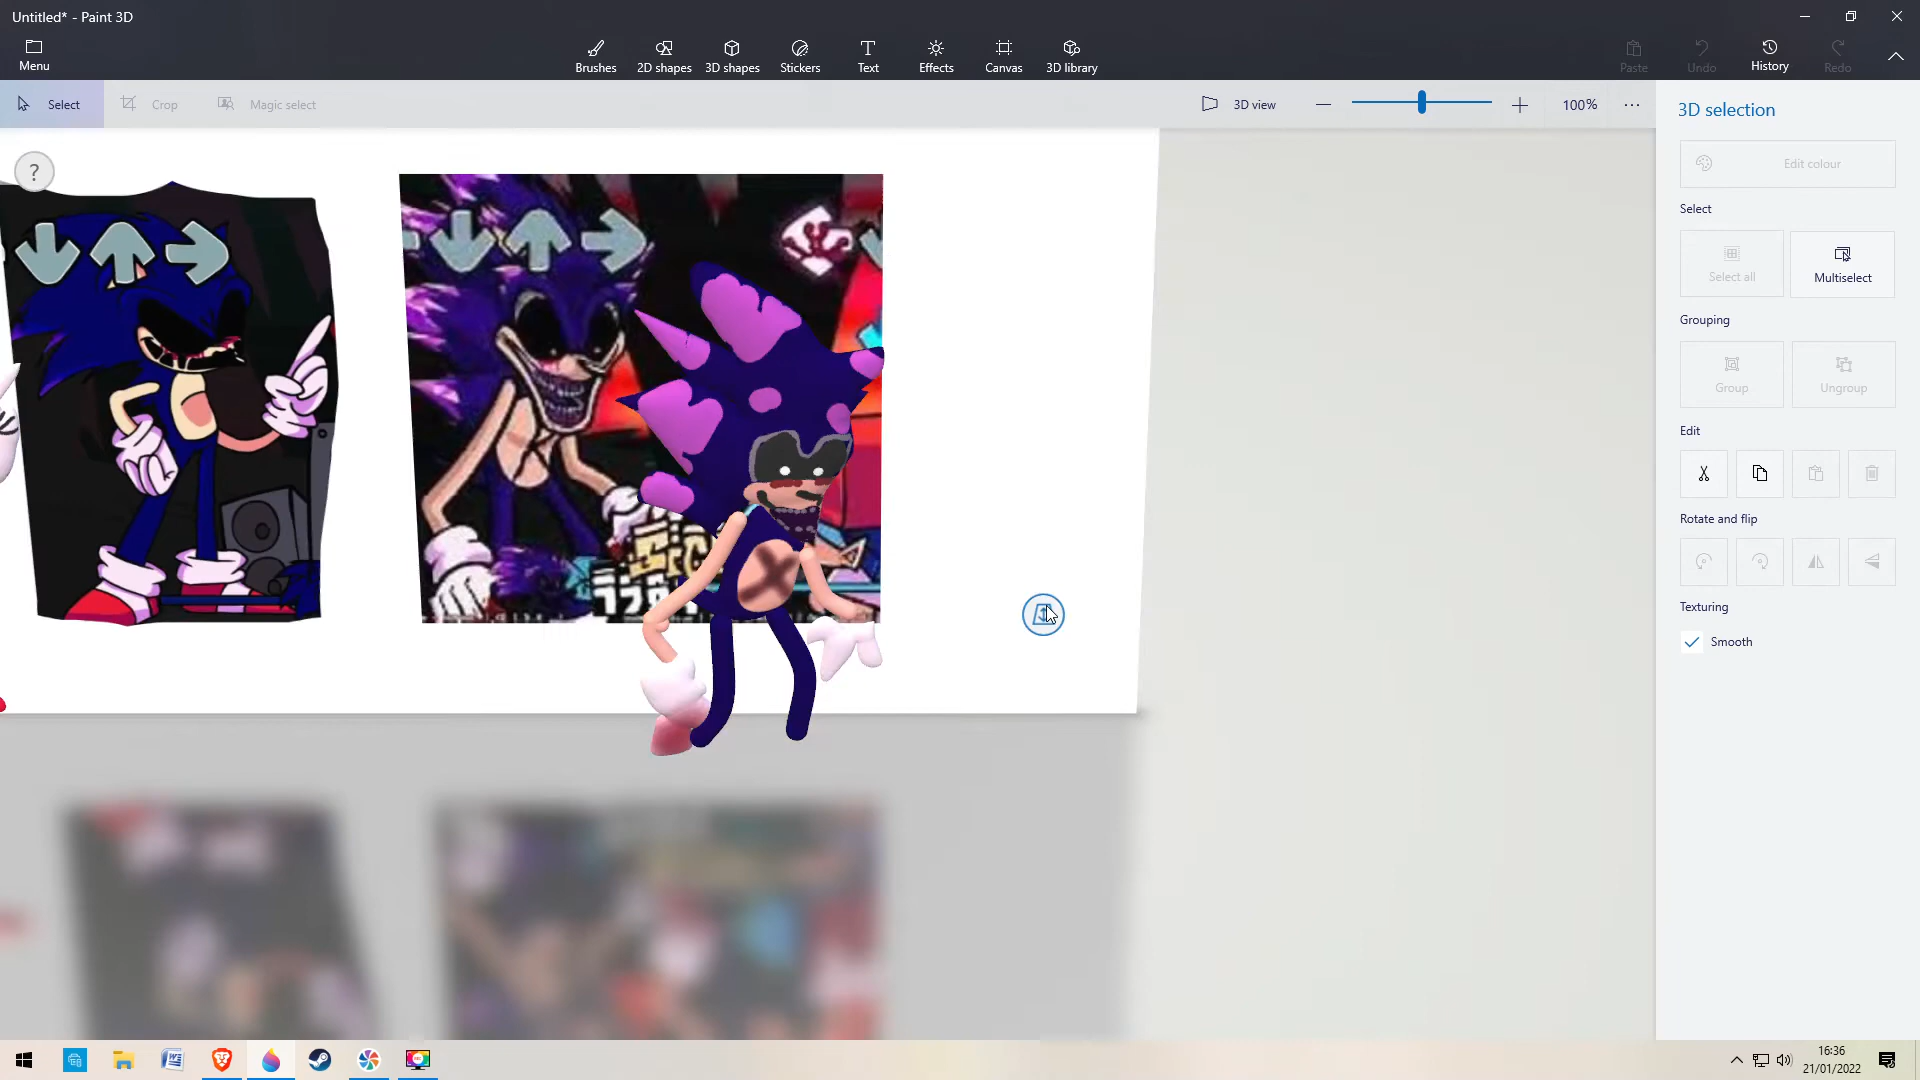 Untitled* - Paint 3D
Menu
Brushes
2D shapes
3D shapes
Stickers
Text
Effects
Canvas
3D library
Paste
Undo
History
Redo
Select
Crop
Magic select
3D view
100%
3D selection
?
Edit colour
Select
Select all
Multiselect
Grouping
Group
Ungroup
Edit
Rotate and flip
Texturing
Smooth
16:36
21/01/2022